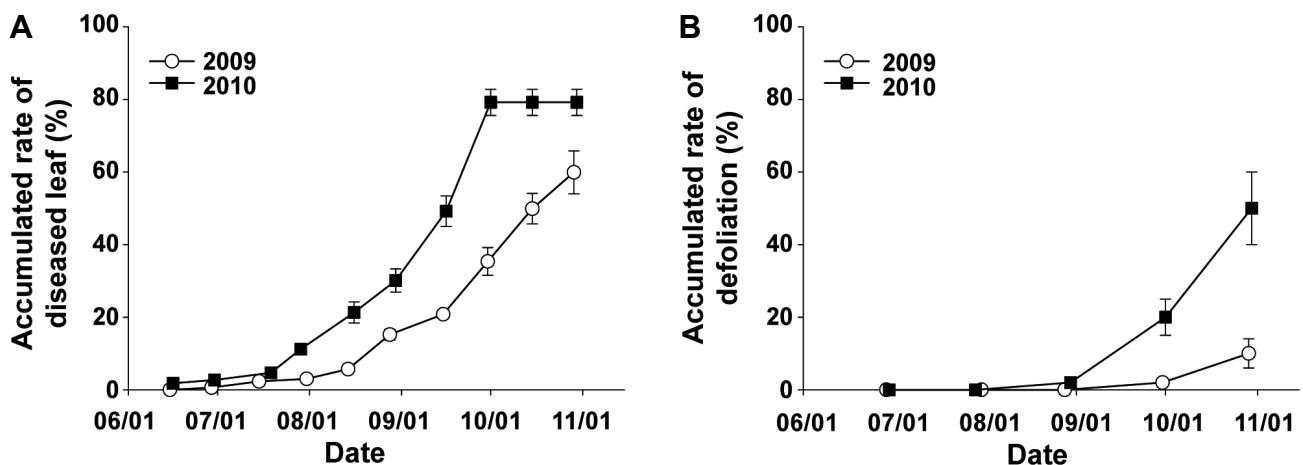 A
Accumulated rate of
diseased leaf (%)
100
80
60
40
20
0
2009
2010
06/01 07/01 08/01 09/01 10/01 11/01
Date
B
Accumulated rate of
defoliation (%)
100
80
60
40
20
0
2009
2010
06/01 07/01 08/01 09/01 10/01 11/01
Date